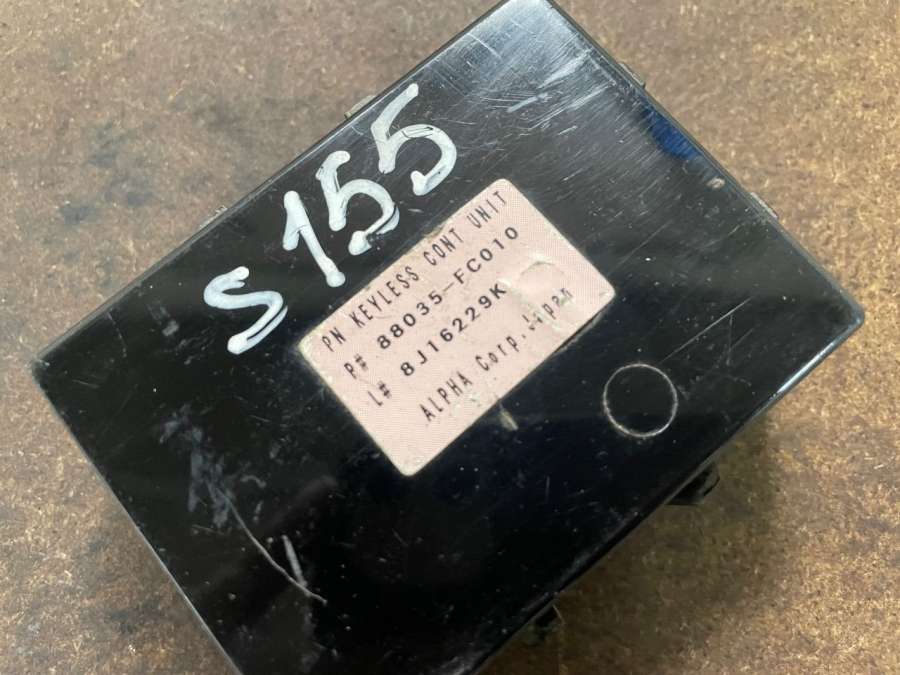 S155
PN KEYLESS CONT UNIT
P# 88035-FC010
L# 8J16229K
ALPHA Corp. Japan